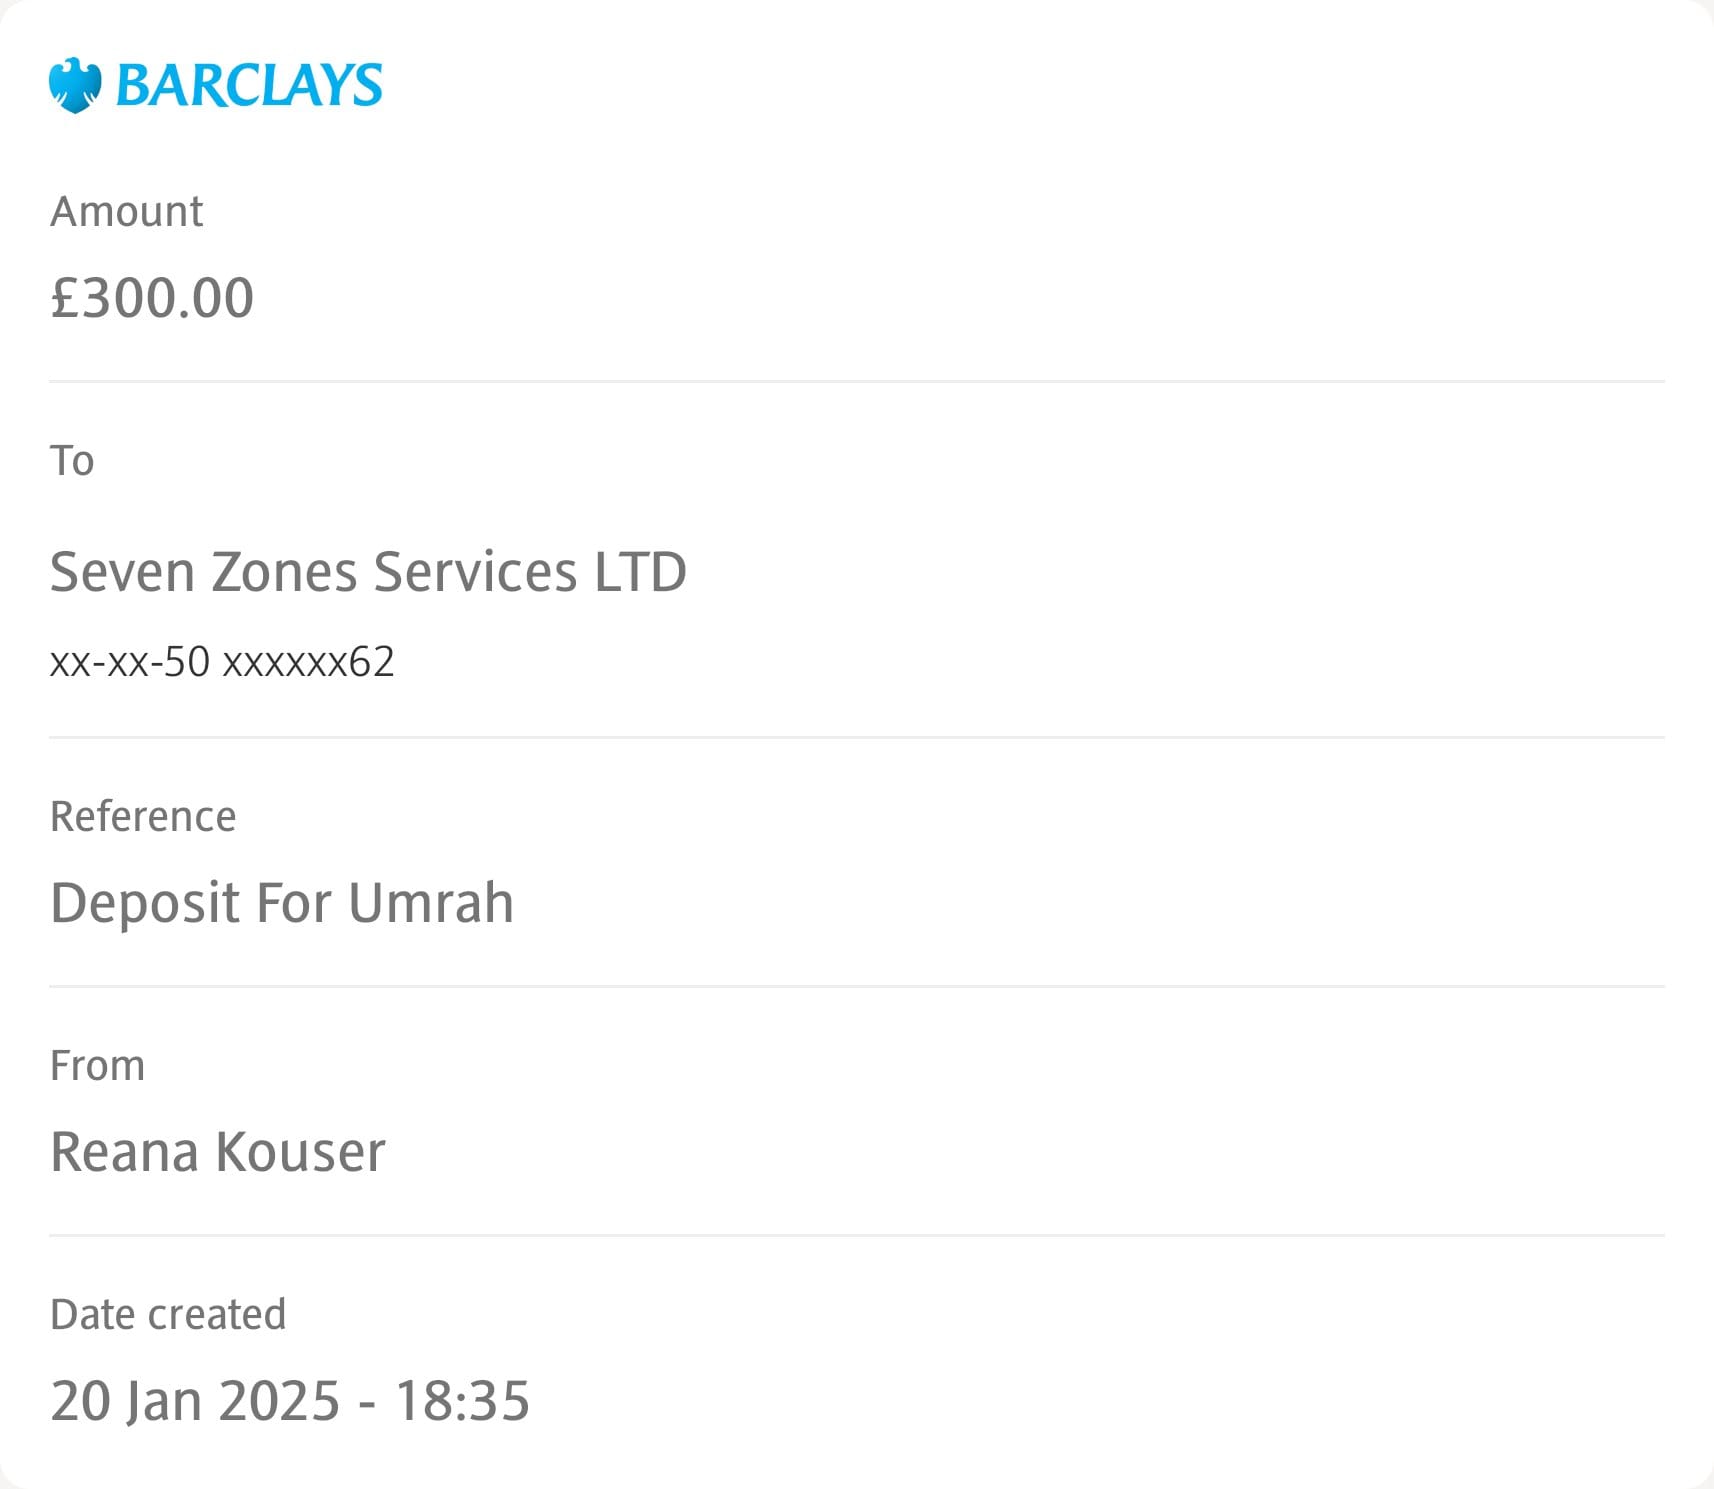 BARCLAYS
Amount
£300.00
To
Seven Zones Services LTD
xx-xx-50 xxxxxx62
Reference
Deposit For Umrah
From
Reana Kouser
Date created
20 Jan 2025 - 18:35